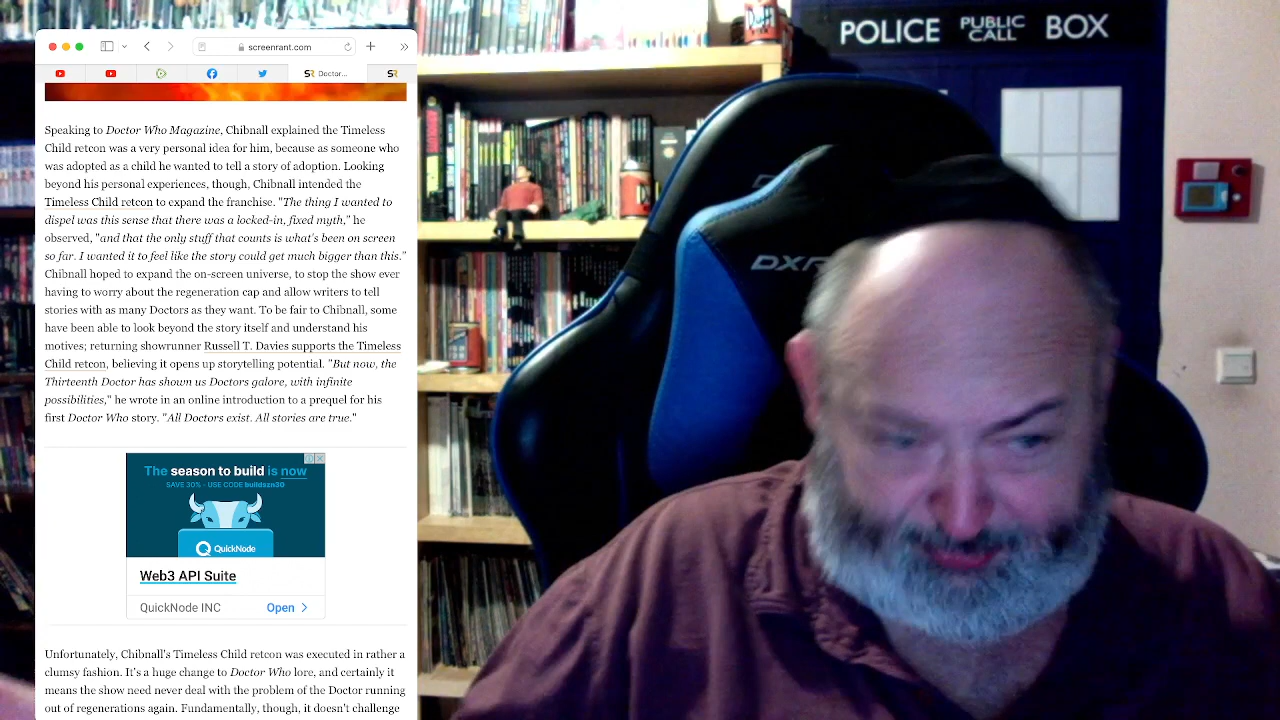 screenrant.com
SR Doctor...
SR
Speaking to Doctor Who Magazine, Chibnall explained the Timeless
Child retcon was a very personal idea for him, because as someone who
was adopted as a child he wanted to tell a story of adoption. Looking
beyond his personal experiences, though, Chibnall intended the
Timeless Child retcon to expand the franchise. "The thing I wanted to
dispel was this sense that there was a locked-in, fixed myth," he
observed, "and that the only stuff that counts is what's been on screen
so far. I wanted it to feel like the story could get much bigger than this."
Chibnall hoped to expand the on-screen universe, to stop the show ever
having to worry about the regeneration cap and allow writers to tell
stories with as many Doctors as they want. To be fair to Chibnall, some
have been able to look beyond the story itself and understand his
motives; returning showrunner Russell T. Davies supports the Timeless
Child retcon, believing it opens up storytelling potential. "But now, the
Thirteenth Doctor has shown us Doctors galore, with infinite
possibilities," he wrote in an online introduction to a prequel for his
first Doctor Who story. "All Doctors exist. All stories are true."
The season to build is now
SAVE 30% - USE CODE buildszn30
QuickNode
Web3 API Suite
QuickNode INC
Open
Unfortunately, Chibnall's Timeless Child retcon was executed in rather a
clumsy fashion. It's a huge change to Doctor Who lore, and certainly it
means the show need never deal with the problem of the Doctor running
out of regenerations again. Fundamentally, though, it doesn't challenge
POLICE PUBLIC CALL BOX
Duff
DXR